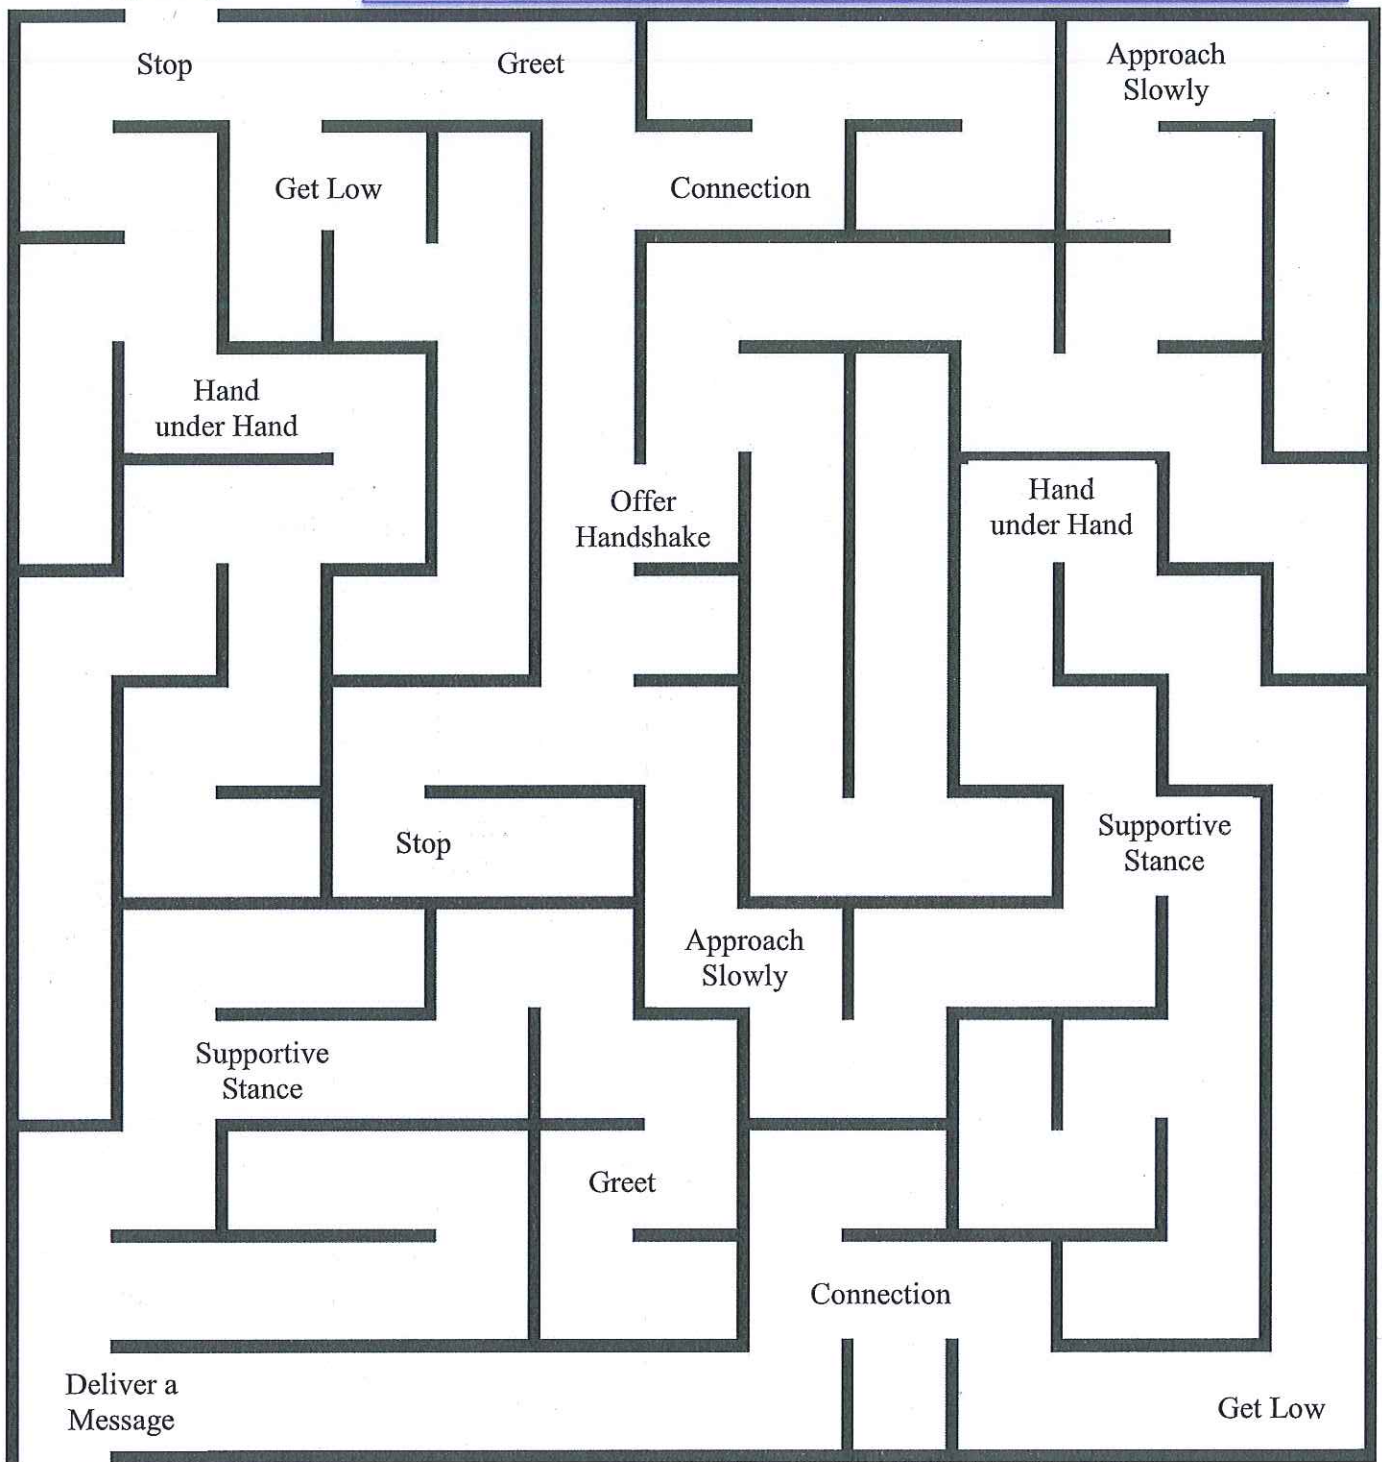 Stop
Greet
Approach
Slowly
Get Low
Connection
Hand
under Hand
Offer
Handshake
Hand
under Hand
Stop
Supportive
Stance
Approach
Slowly
Supportive
Stance
Greet
Connection
Deliver a
Message
Get Low